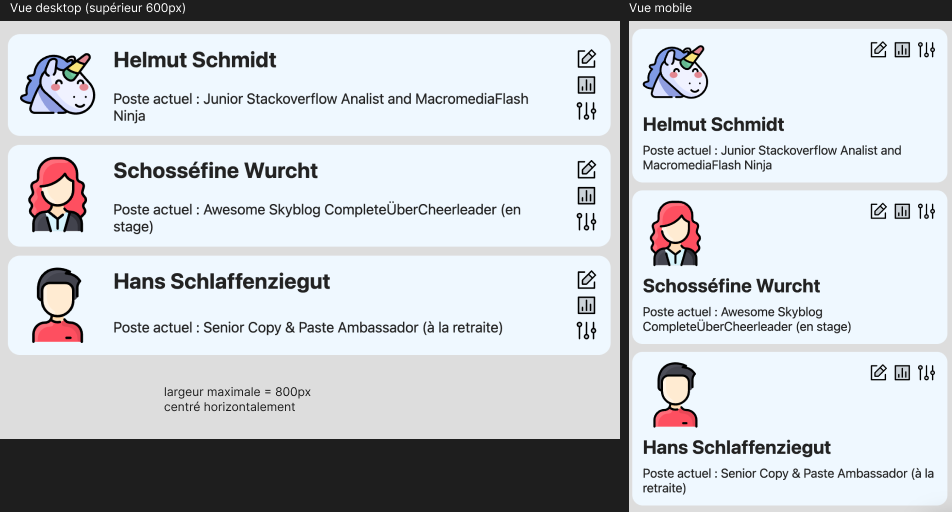 Vue desktop (supérieur 600px)
Helmut Schmidt
Poste actuel : Junior Stackoverflow Analist and MacromediaFlash
Ninja
Schosséfine Wurcht
Poste actuel : Awesome Skyblog CompleteÜberCheerleader (en
stage)
Hans Schlaffenziegut
Poste actuel : Senior Copy & Paste Ambassador (à la retraite)
largeur maximale = 800px
centré horizontalement
Vue mobile
Helmut Schmidt
Poste actuel : Junior Stackoverflow Analist and
MacromediaFlash Ninja
Schosséfine Wurcht
Poste actuel : Awesome Skyblog
CompleteÜberCheerleader (en stage)
Hans Schlaffenziegut
Poste actuel : Senior Copy & Paste Ambassador (à la
retraite)